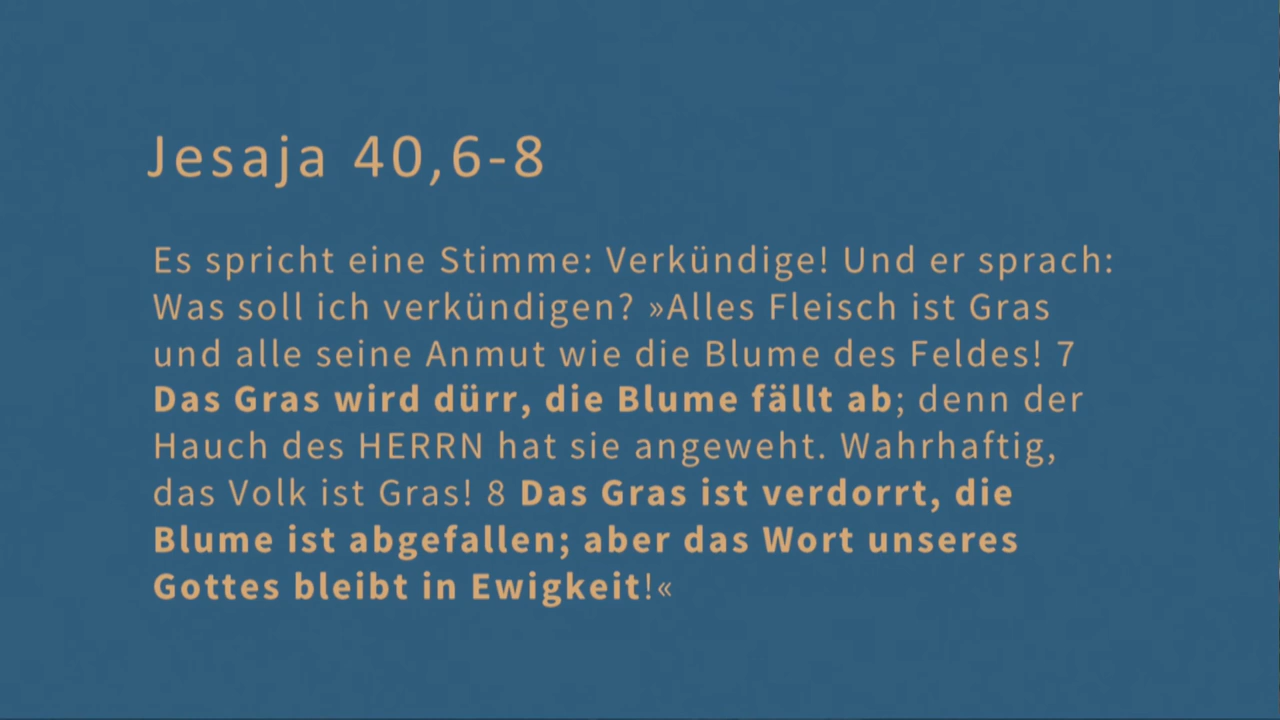 Jesaja 40,6-8
Es spricht eine Stimme: Verkündige! Und er sprach:
Was soll ich verkündigen? »Alles Fleisch ist Gras
und alle seine Anmut wie die Blume des Feldes! 7
Das Gras wird dürr, die Blume fällt ab; denn der
Hauch des HERRN hat sie angeweht. Wahrhaftig,
das Volk ist Gras! 8 Das Gras ist verdorrt, die
Blume ist abgefallen; aber das Wort unseres
Gottes bleibt in Ewigkeit!«